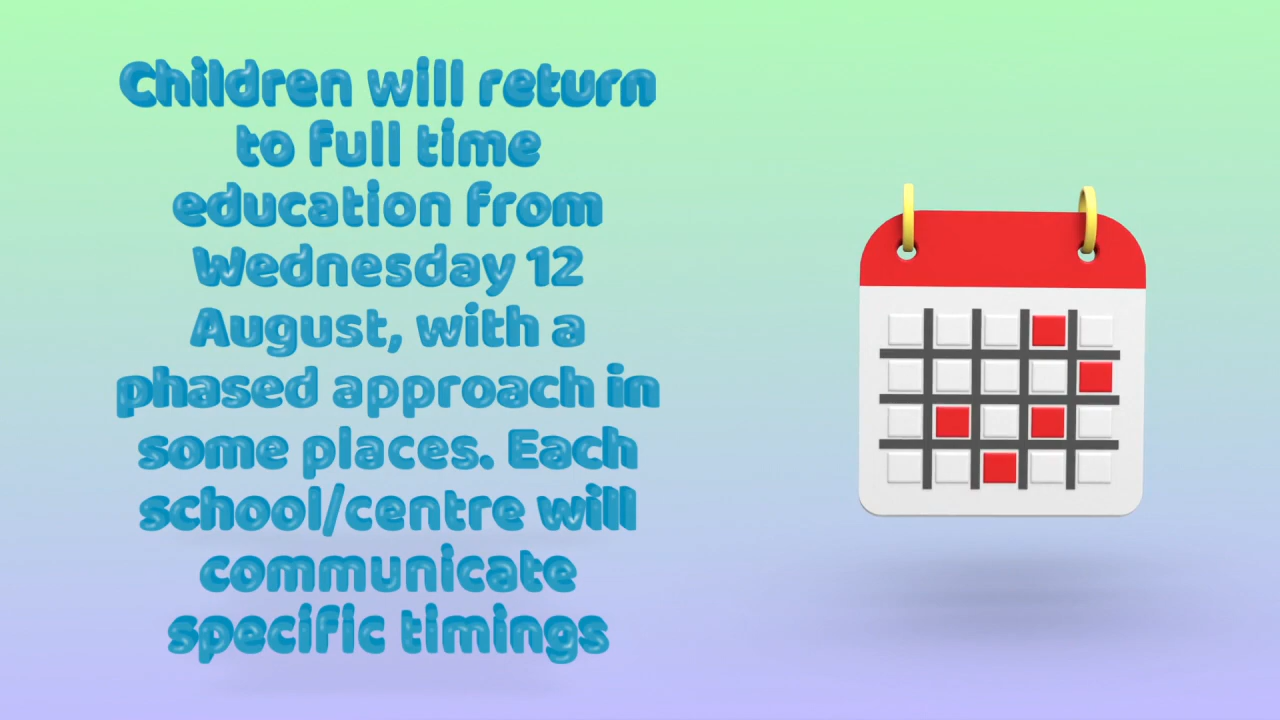 Children will return
to full time
education from
Wednesday 12
August, with a
phased approach in
some places. Each
school/centre will
communicate
specific timings